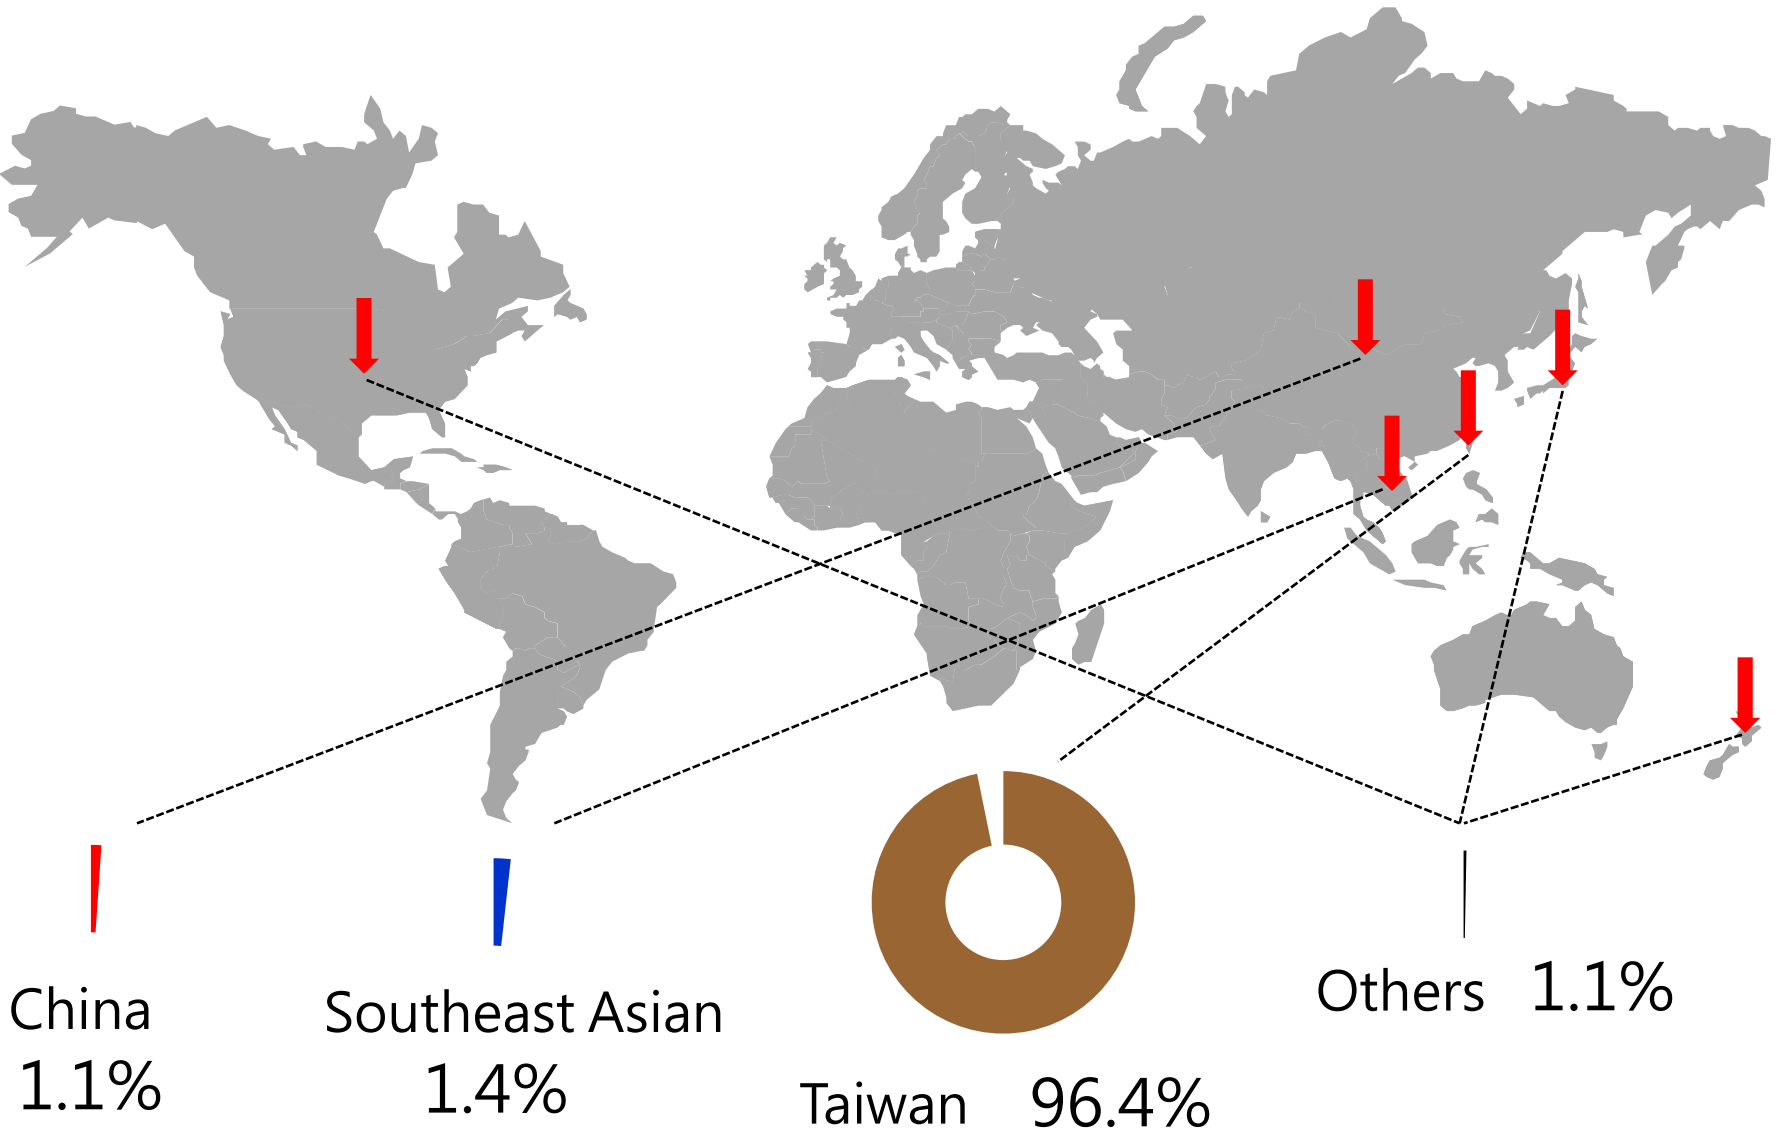 China
1.1%
Southeast Asian
1.4%
Taiwan 96.4%
Others 1.1%